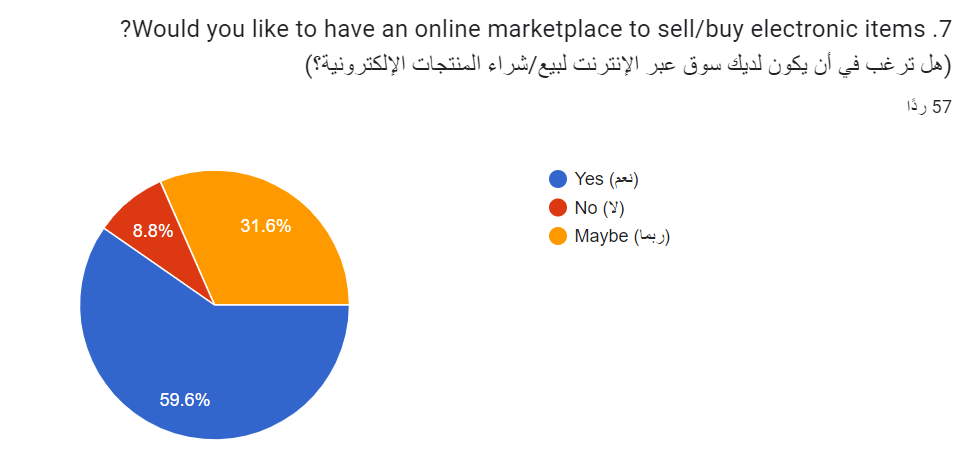 7. Would you like to have an online marketplace to sell/buy electronic items?
(هل ترغب في أن يكون لديك سوق عبر الإنترنت لبيع/شراء المنتجات الإلكترونية؟)
57 ردًا
Yes (نعم)
No (لا)
Maybe (ربما)
8.8%
31.6%
59.6%